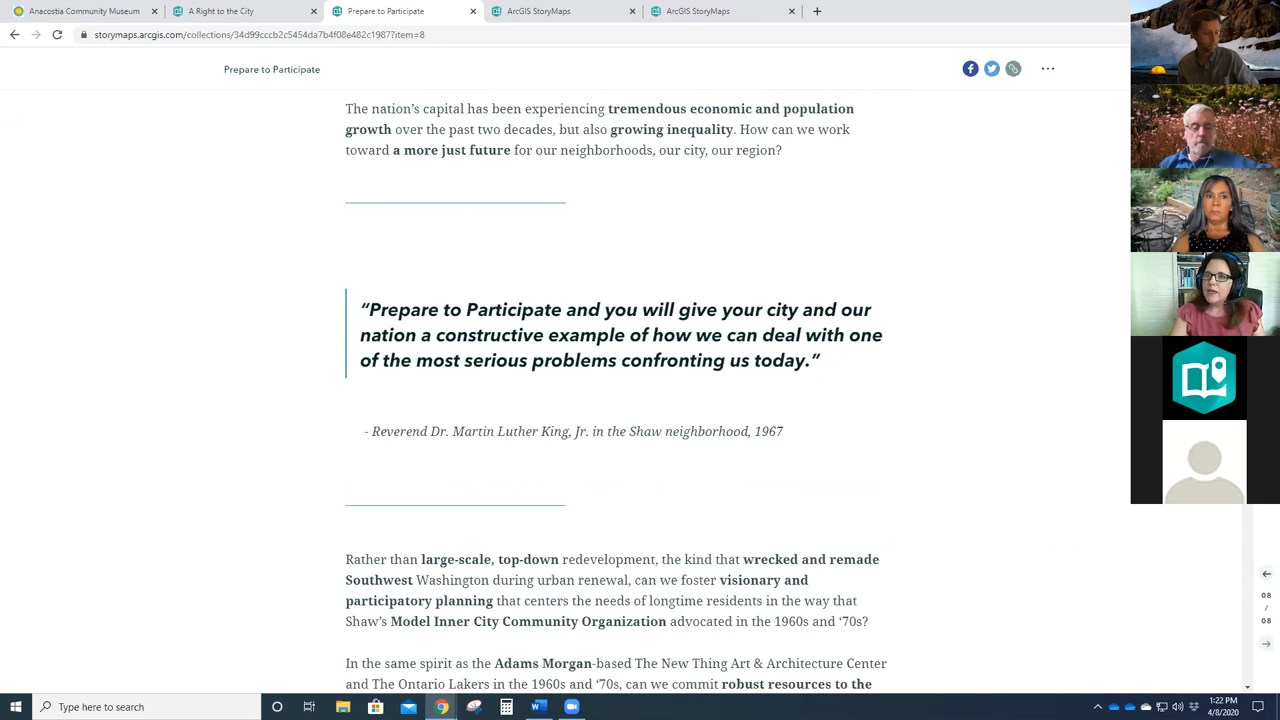 Anacostia Community Museum
A Right to the City
Prepare to Participate
ArcGIS StoryMaps
ArcGIS StoryMaps
storymaps.arcgis.com/collections/34d99cccb2c5454da7b4f08e482c1987?item=8
Prepare to Participate
The nation's capital has been experiencing tremendous economic and population
growth over the past two decades, but also growing inequality. How can we work
toward a more just future for our neighborhoods, our city, our region?
“Prepare to Participate and you will give your city and our
nation a constructive example of how we can deal with one
of the most serious problems confronting us today.”
- Reverend Dr. Martin Luther King, Jr. in the Shaw neighborhood, 1967
Rather than large-scale, top-down redevelopment, the kind that wrecked and remade
Southwest Washington during urban renewal, can we foster visionary and
participatory planning that centers the needs of longtime residents in the way that
Shaw's Model Inner City Community Organization advocated in the 1960s and ‘70s?
In the same spirit as the Adams Morgan-based The New Thing Art & Architecture Center
and The Ontario Lakers in the 1960s and ‘70s, can we commit robust resources to the
08
/
08
Type here to search
1:22 PM
4/8/2020